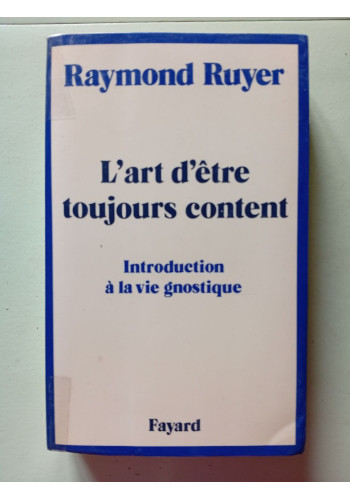 Raymond Ruyer
L'art d'être
toujours content
Introduction
à la vie gnostique
Fayard